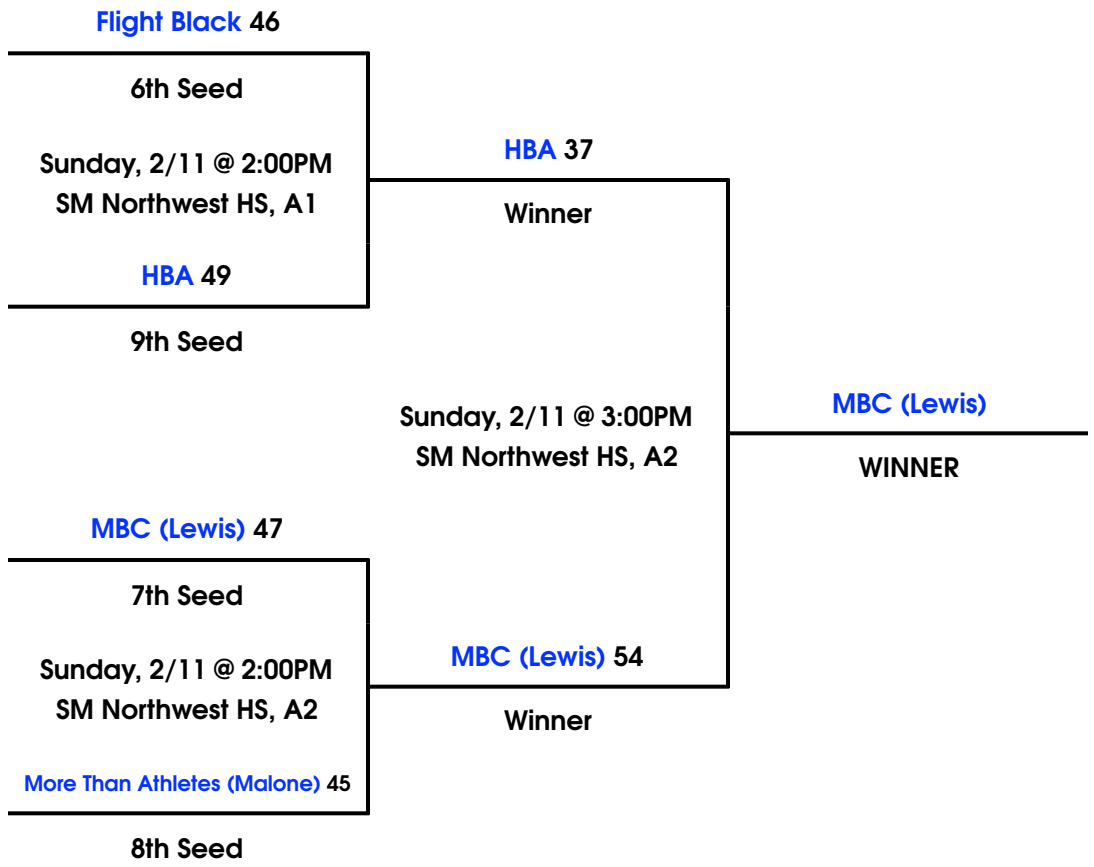 Flight Black 46
6th Seed
Sunday, 2/11 @ 2:00PM
SM Northwest HS, A1
HBA 49
9th Seed
HBA 37
Winner
Sunday, 2/11 @ 3:00PM
SM Northwest HS, A2
MBC (Lewis)
WINNER
MBC (Lewis) 47
7th Seed
Sunday, 2/11 @ 2:00PM
SM Northwest HS, A2
More Than Athletes (Malone) 45
8th Seed
MBC (Lewis) 54
Winner